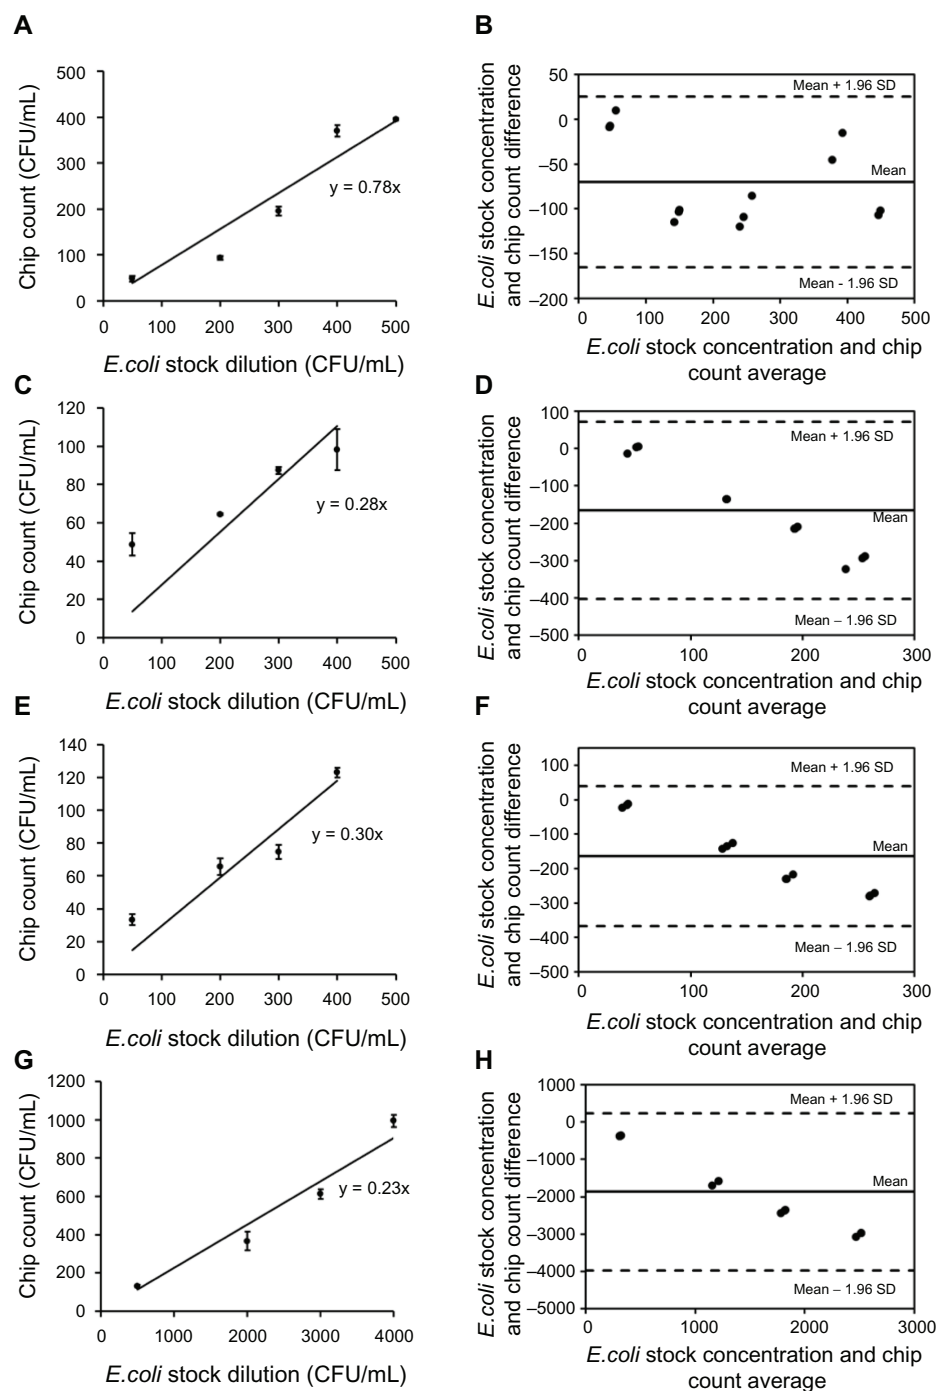 A
Chip count (CFU/mL)
500
400
300
200
100
0
y = 0.78x
0 100 200 300 400 500
E.coli stock dilution (CFU/mL)
B
E.coli stock concentration
and chip count difference
50
0
–50
–100
–150
–200
Mean + 1.96 SD
Mean
Mean - 1.96 SD
0 100 200 300 400 500
E.coli stock concentration and chip
count average
C
Chip count (CFU/mL)
120
100
80
60
40
20
0
y = 0.28x
0 100 200 300 400 500
E.coli stock dilution (CFU/mL)
D
E.coli stock concentration
and chip count difference
100
0
–100
–200
–300
–400
–500
Mean + 1.96 SD
Mean
Mean – 1.96 SD
0 100 200 300
E.coli stock concentration and chip
count average
E
Chip count (CFU/mL)
140
120
100
80
60
40
20
0
y = 0.30x
0 100 200 300 400 500
E.coli stock dilution (CFU/mL)
F
E.coli stock concentration
and chip count difference
100
0
–100
–200
–300
–400
–500
Mean + 1.96 SD
Mean
Mean – 1.96 SD
0 100 200 300
E.coli stock concentration and chip
count average
G
Chip count (CFU/mL)
1200
1000
800
600
400
200
0
y = 0.23x
0 1000 2000 3000 4000
E.coli stock dilution (CFU/mL)
H
E.coli stock concentration
and chip count difference
1000
0
–1000
–2000
–3000
–4000
–5000
Mean + 1.96 SD
Mean
Mean – 1.96 SD
0 1000 2000 3000
E.coli stock concentration and chip
count average